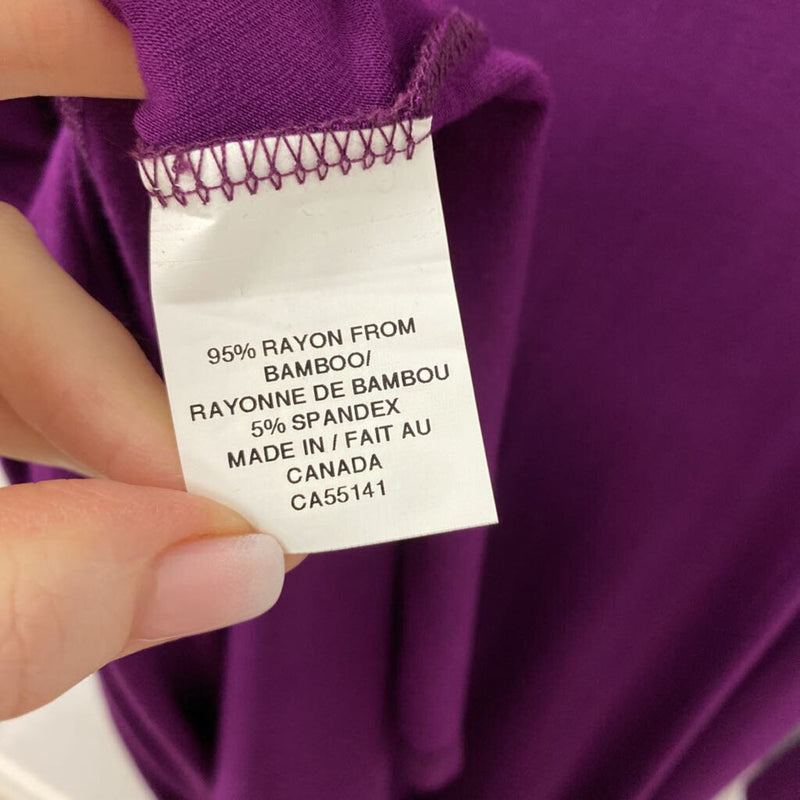 95% RAYON FROM
BAMBOO/
RAYONNE DE BAMBOU
5% SPANDEX
MADE IN / FAIT AU
CANADA
CA55141